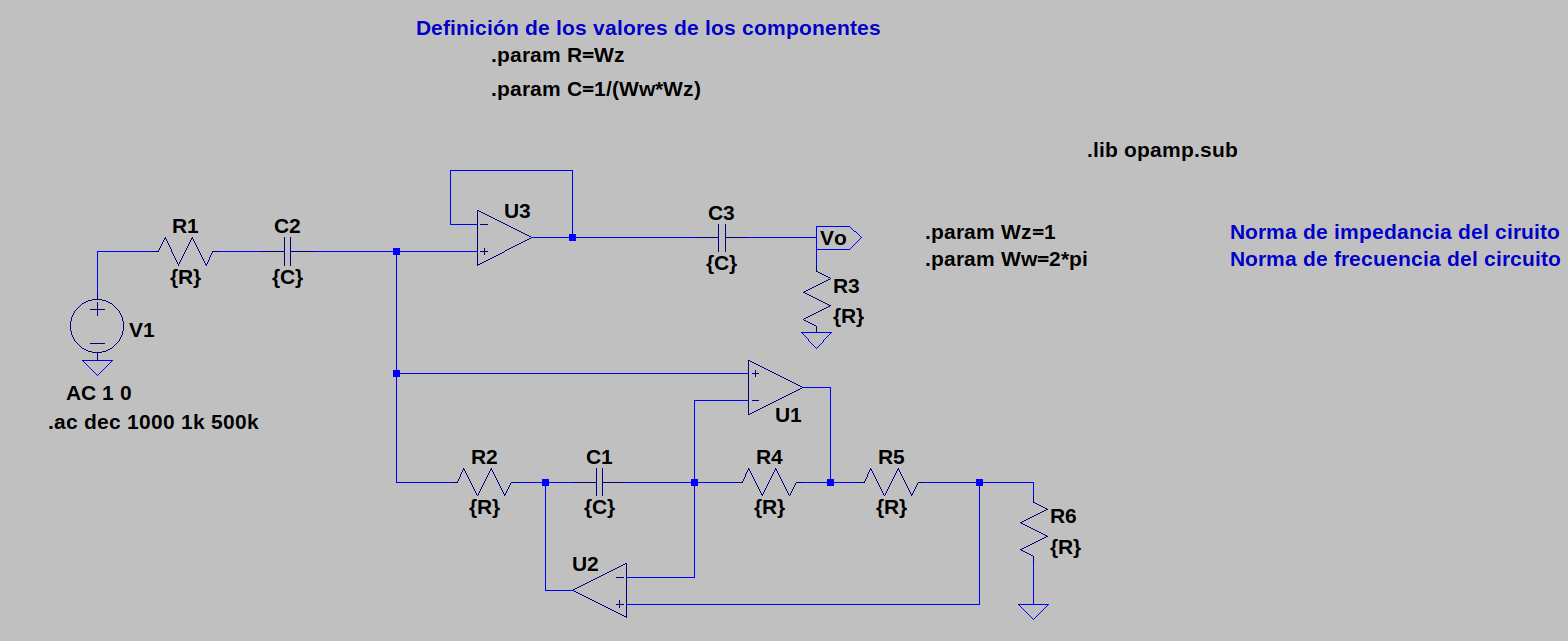 Definición de los valores de los componentes
.param R=Wz
.param C=1/(Ww*Wz)
.lib opamp.sub
R1
C2
U3
C3
Vo
.param Wz=1
Norma de impedancia del ciruito
.param Ww=2*pi
Norma de frecuencia del circuito
{R}
{C}
{C}
R3
{R}
V1
AC 1 0
.ac dec 1000 1k 500k
U1
R2
C1
R4
R5
{R}
{C}
{R}
{R}
R6
{R}
U2